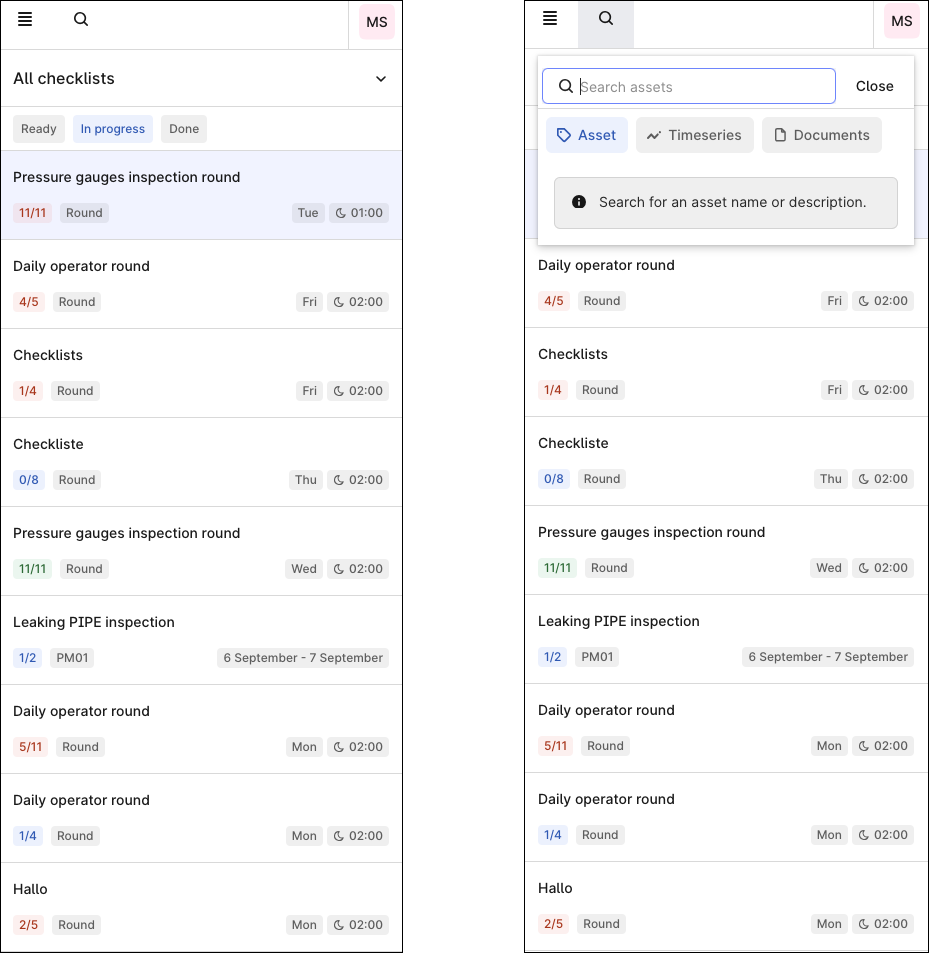 MS
All checklists
Ready In progress Done
Pressure gauges inspection round
11/11 Round Tue 01:00
Daily operator round
4/5 Round Fri 02:00
Checklists
1/4 Round Fri 02:00
Checkliste
0/8 Round Thu 02:00
Pressure gauges inspection round
11/11 Round Wed 02:00
Leaking PIPE inspection
1/2 PM01 6 September - 7 September
Daily operator round
5/11 Round Mon 02:00
Daily operator round
1/4 Round Mon 02:00
Hallo
2/5 Round Mon 02:00
MS
Search assets Close
Asset Timeseries Documents
Search for an asset name or description.
Daily operator round
4/5 Round Fri 02:00
Checklists
1/4 Round Fri 02:00
Checkliste
0/8 Round Thu 02:00
Pressure gauges inspection round
11/11 Round Wed 02:00
Leaking PIPE inspection
1/2 PM01 6 September - 7 September
Daily operator round
5/11 Round Mon 02:00
Daily operator round
1/4 Round Mon 02:00
Hallo
2/5 Round Mon 02:00